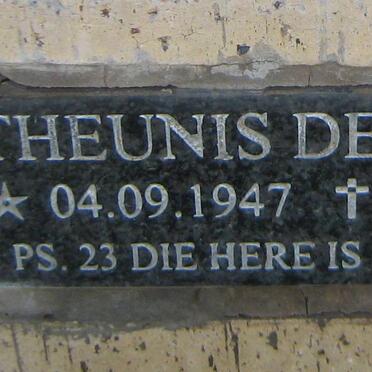 THEUNIS DE
☆ 04.09.1947 ✝
PS. 23 DIE HERE IS